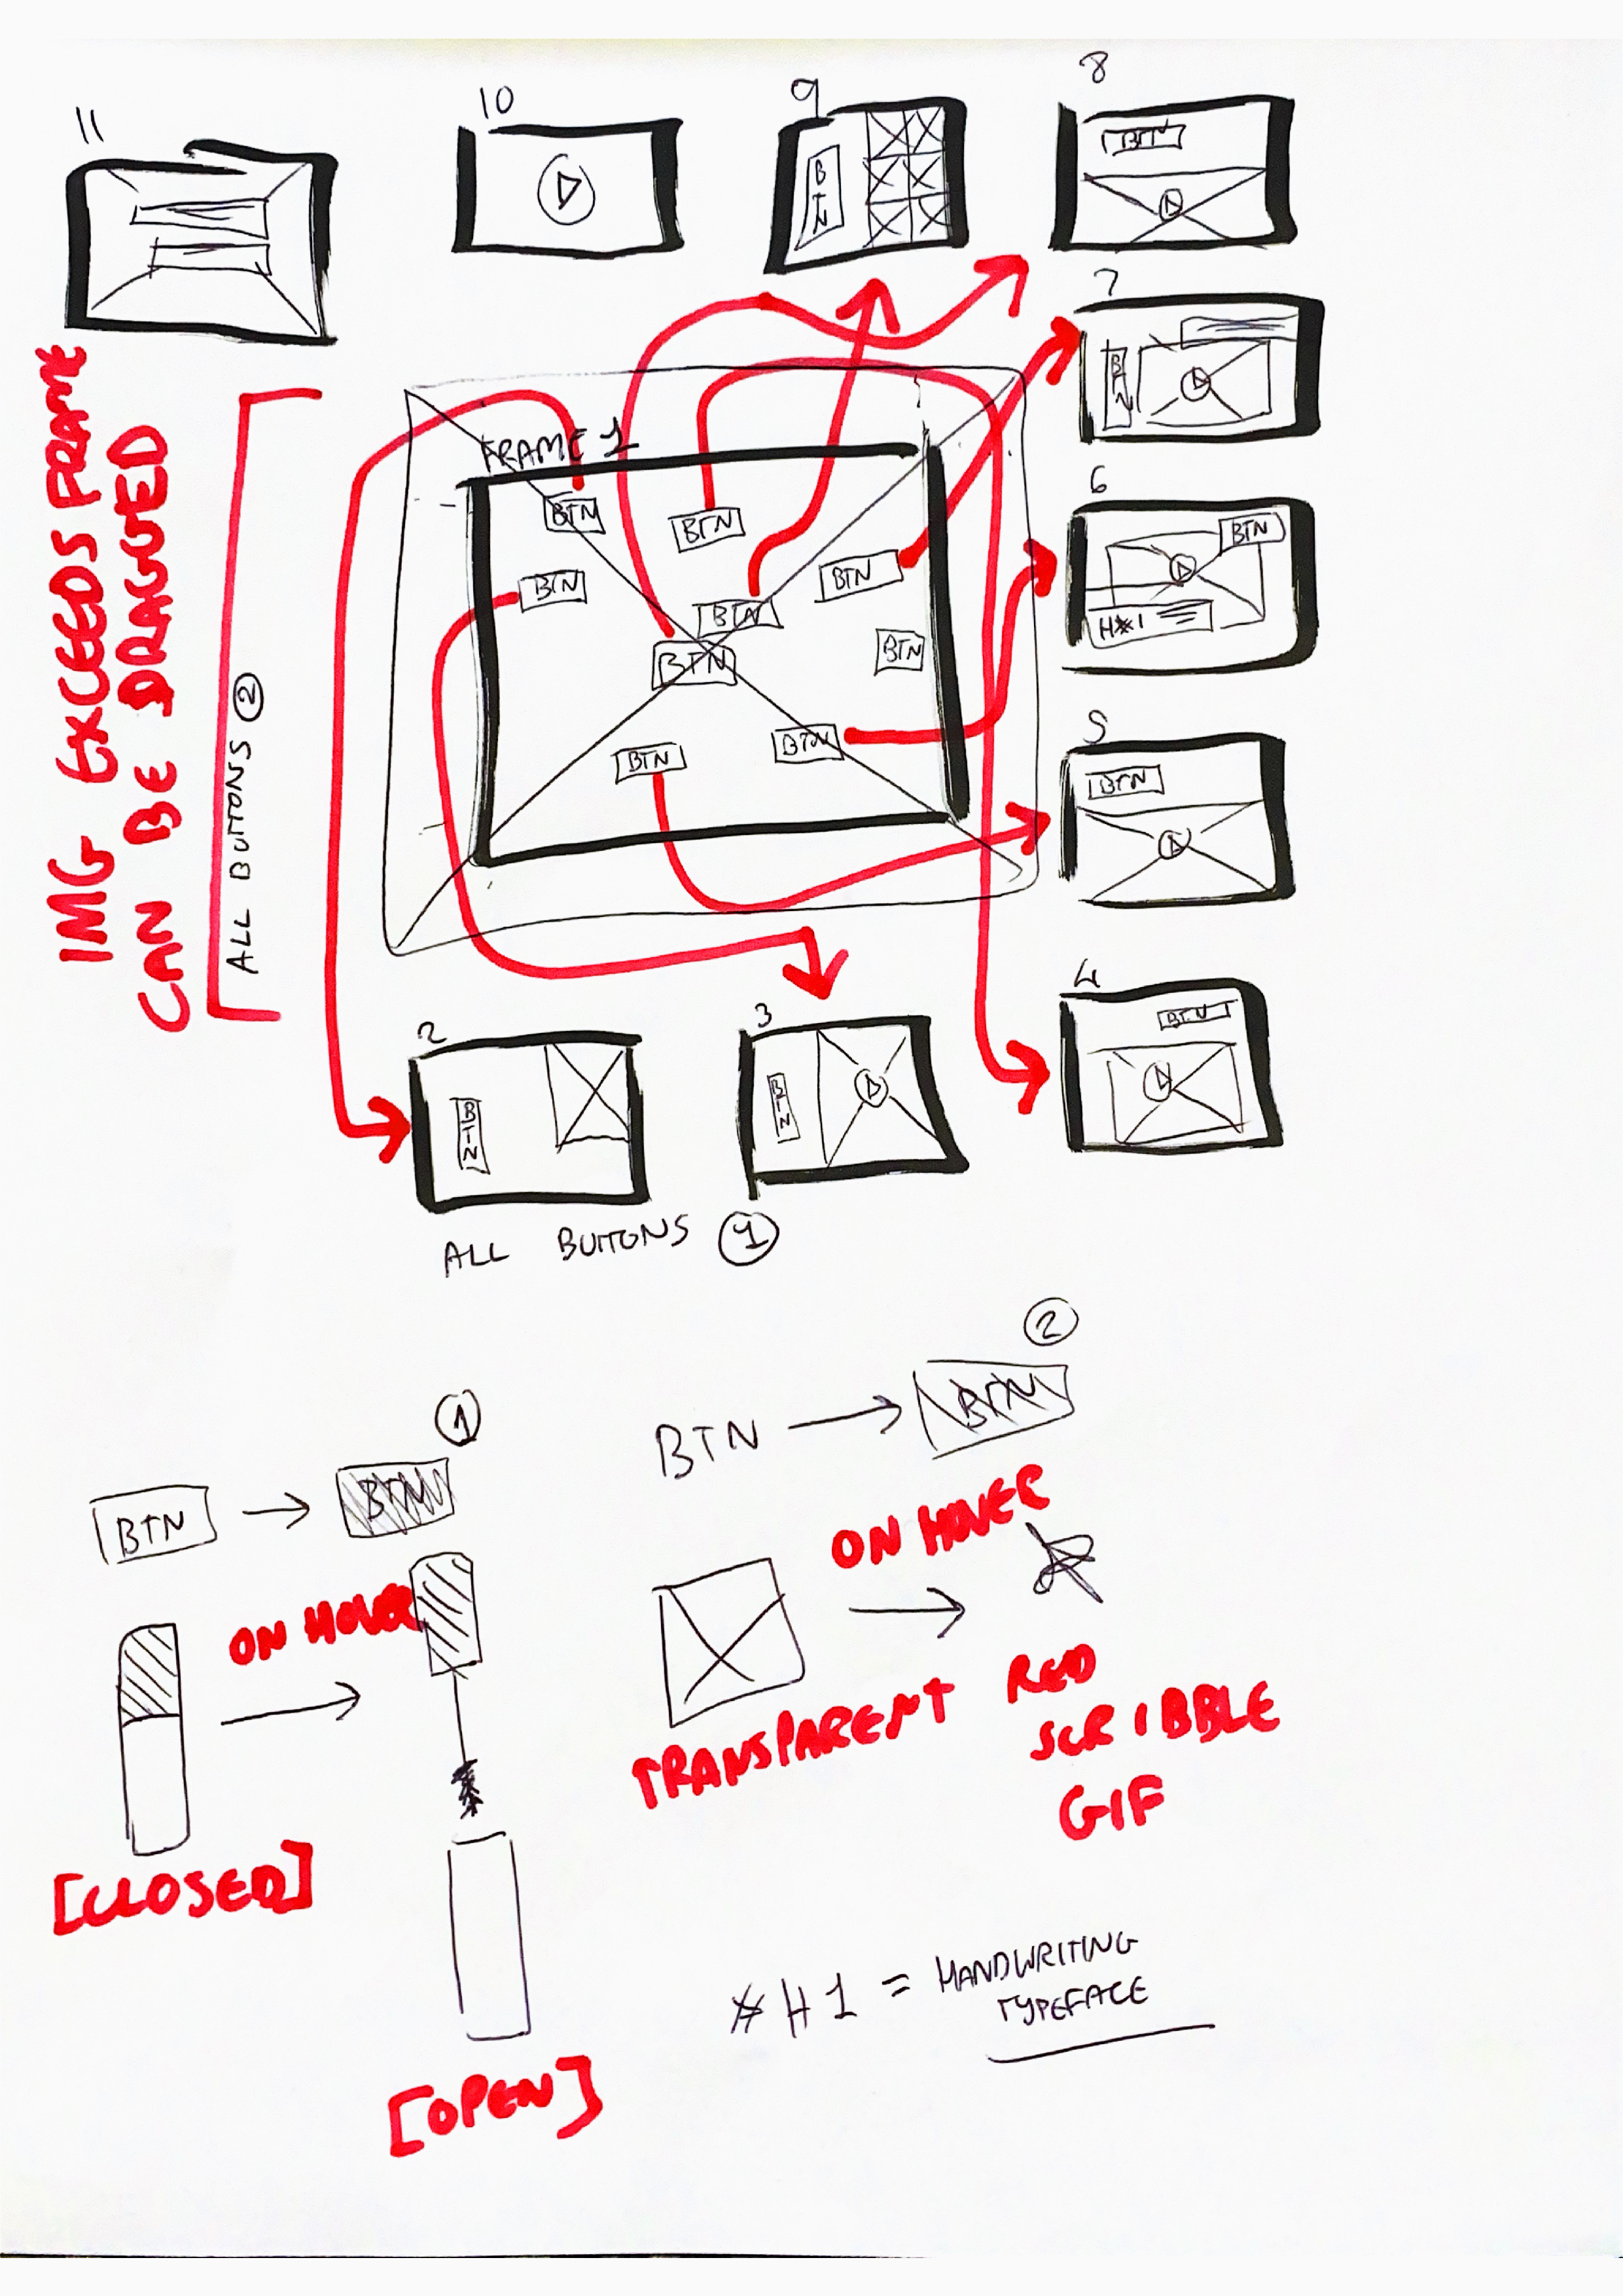 11
10
9
8
BTN
BTN
7
BTN
6
BTN
H*1
5
BTN
4
BTN
FRAME 1
BTN
BTN
BTN
BTN
BTN
BTN
BTN
BTN
BTN
IMG EXCEEDS FRAME
CAN BE DRAGGED
ALL BUTTONS 2
2
BTN
3
BTN
ALL BUTTONS 1
1
BTN
BTN
ON HOVER
[CLOSED]
[OPEN]
2
BTN
BTN
ON HOVER
TRANSPARENT
RED
SCRIBBLE
GIF
* H1 = HANDWRITING
TYPEFACE